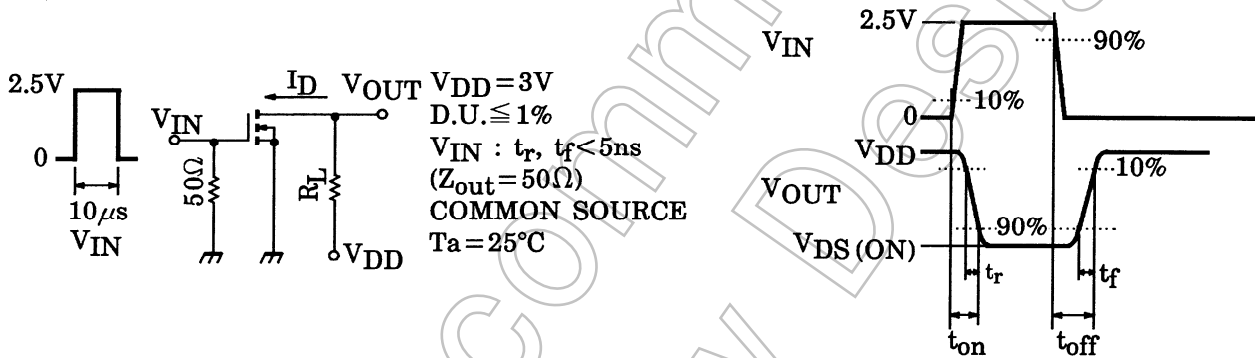 2.5V
0
10μs
VIN
VIN
50Ω
ID
VOUT
RL
VDD
VDD=3V
D.U.≦1%
VIN : tr, tf<5ns
(Zout=50Ω)
COMMON SOURCE
Ta=25°C
VIN
2.5V
90%
10%
0
VDD
VOUT
10%
90%
VDS (ON)
tr
tf
ton
toff